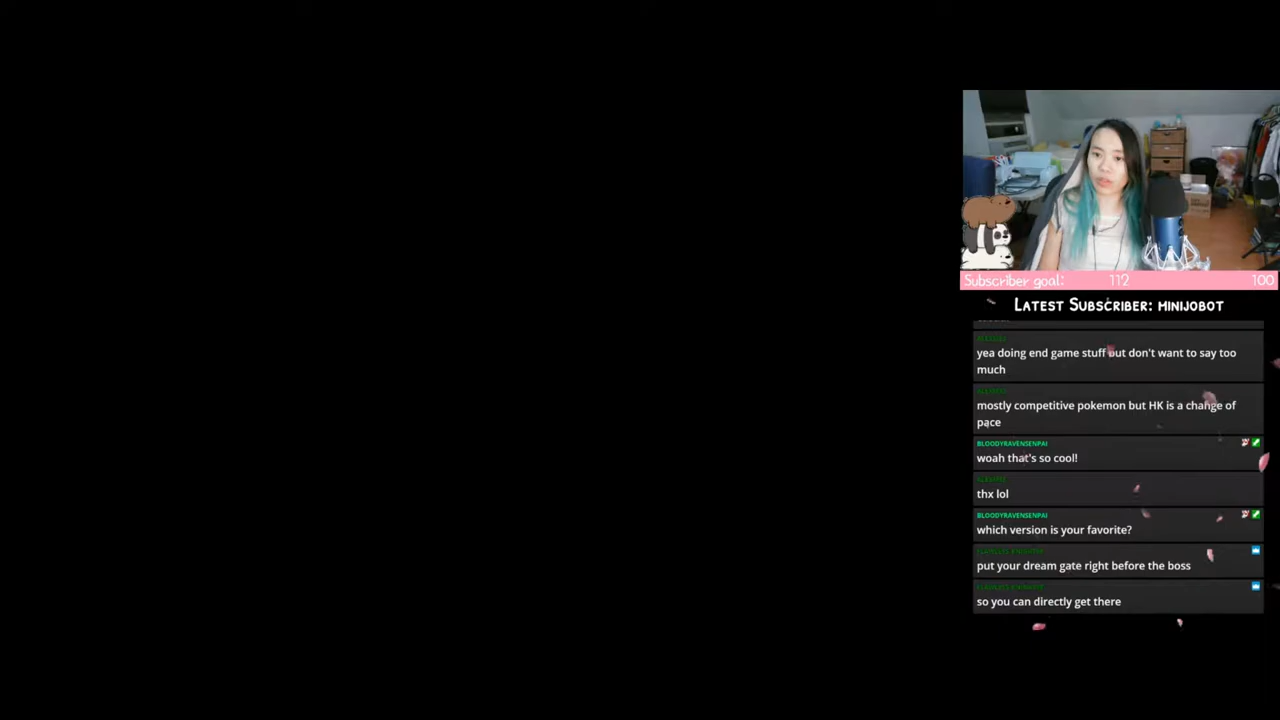 Subscriber goal: 112 100
LATEST SUBSCRIBER: MINIJOBOT
yea doing end game stuff but don't want to say too
much
mostly competitive pokemon but HK is a change of
pace
BLOODYRAVENSENPAI
woah that's so cool!
thx lol
BLOODYRAVENSENPAI
which version is your favorite?
put your dream gate right before the boss
so you can directly get there